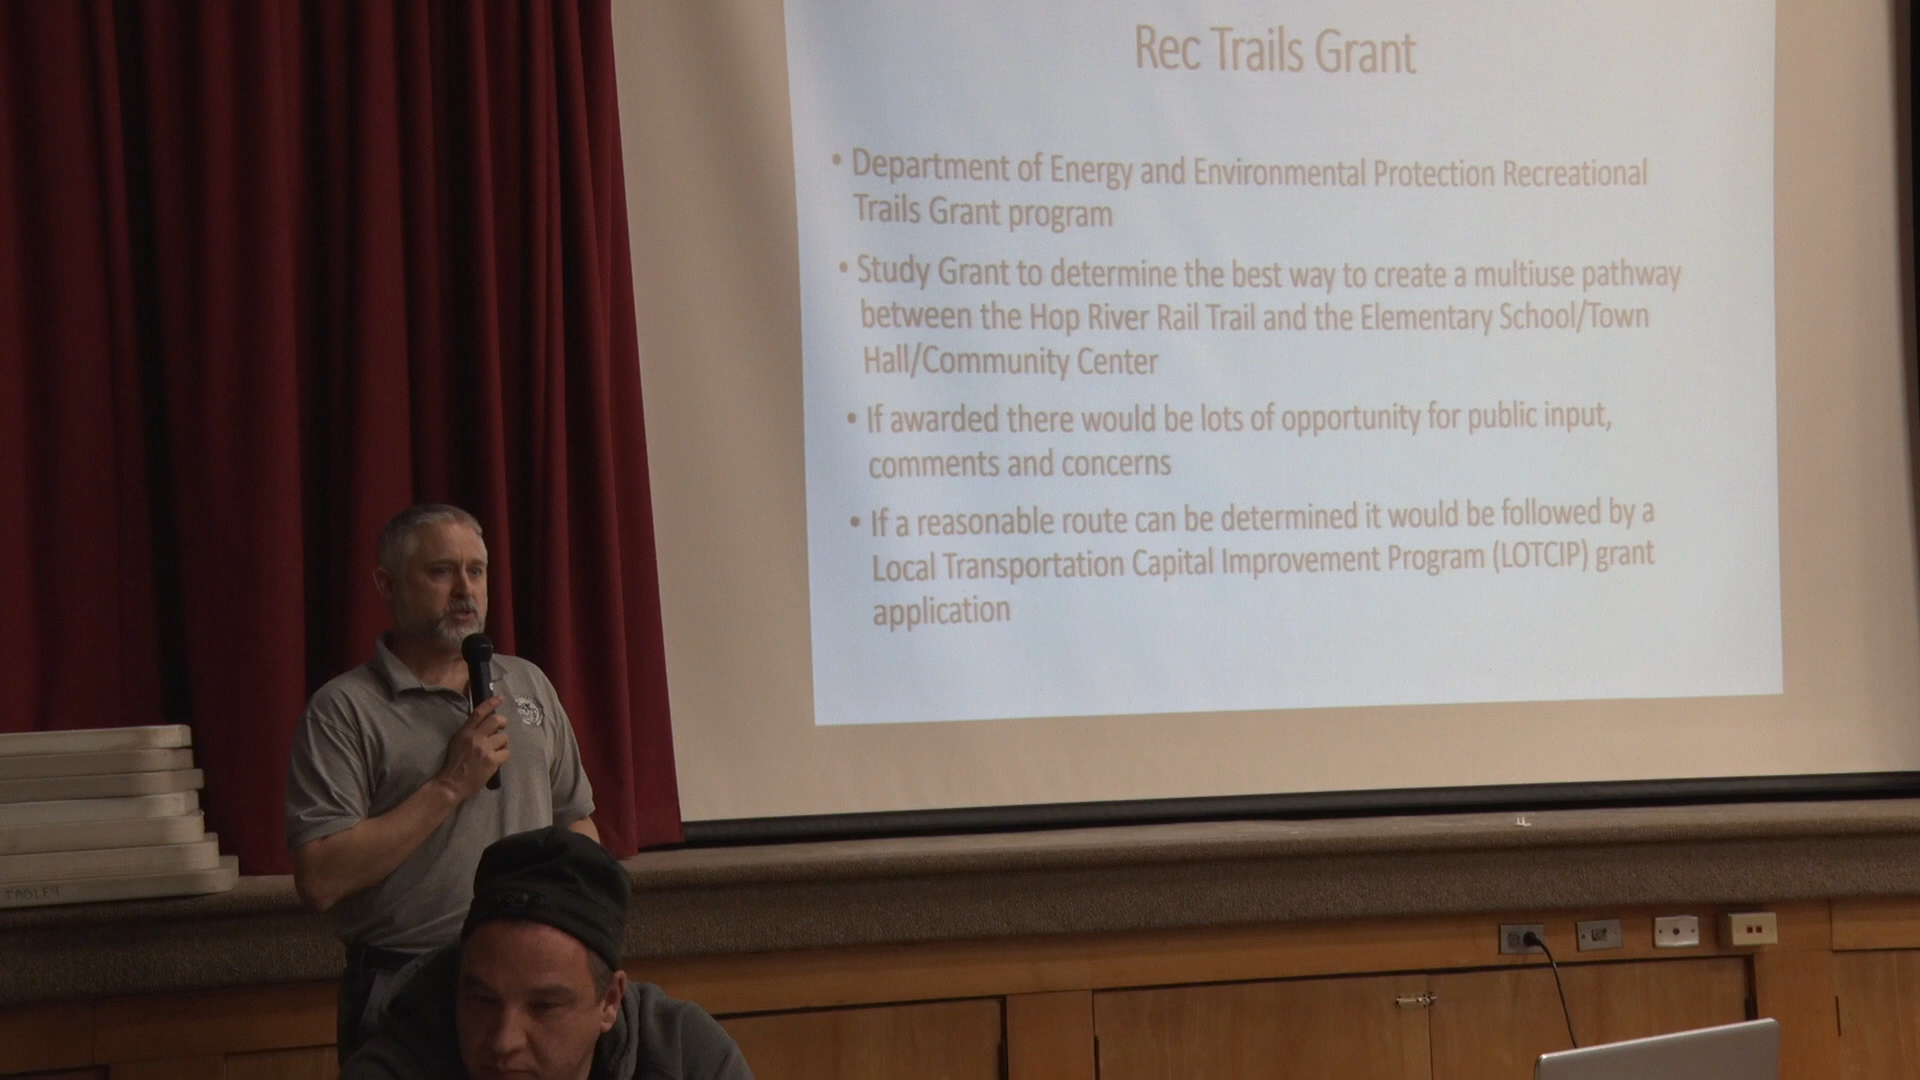 Rec Trails Grant
• Department of Energy and Environmental Protection Recreational
Trails Grant program
• Study Grant to determine the best way to create a multiuse pathway
between the Hop River Rail Trail and the Elementary School/Town
Hall/Community Center
• If awarded there would be lots of opportunity for public input,
comments and concerns
• If a reasonable route can be determined it would be followed by a
Local Transportation Capital Improvement Program (LOTCIP) grant
application